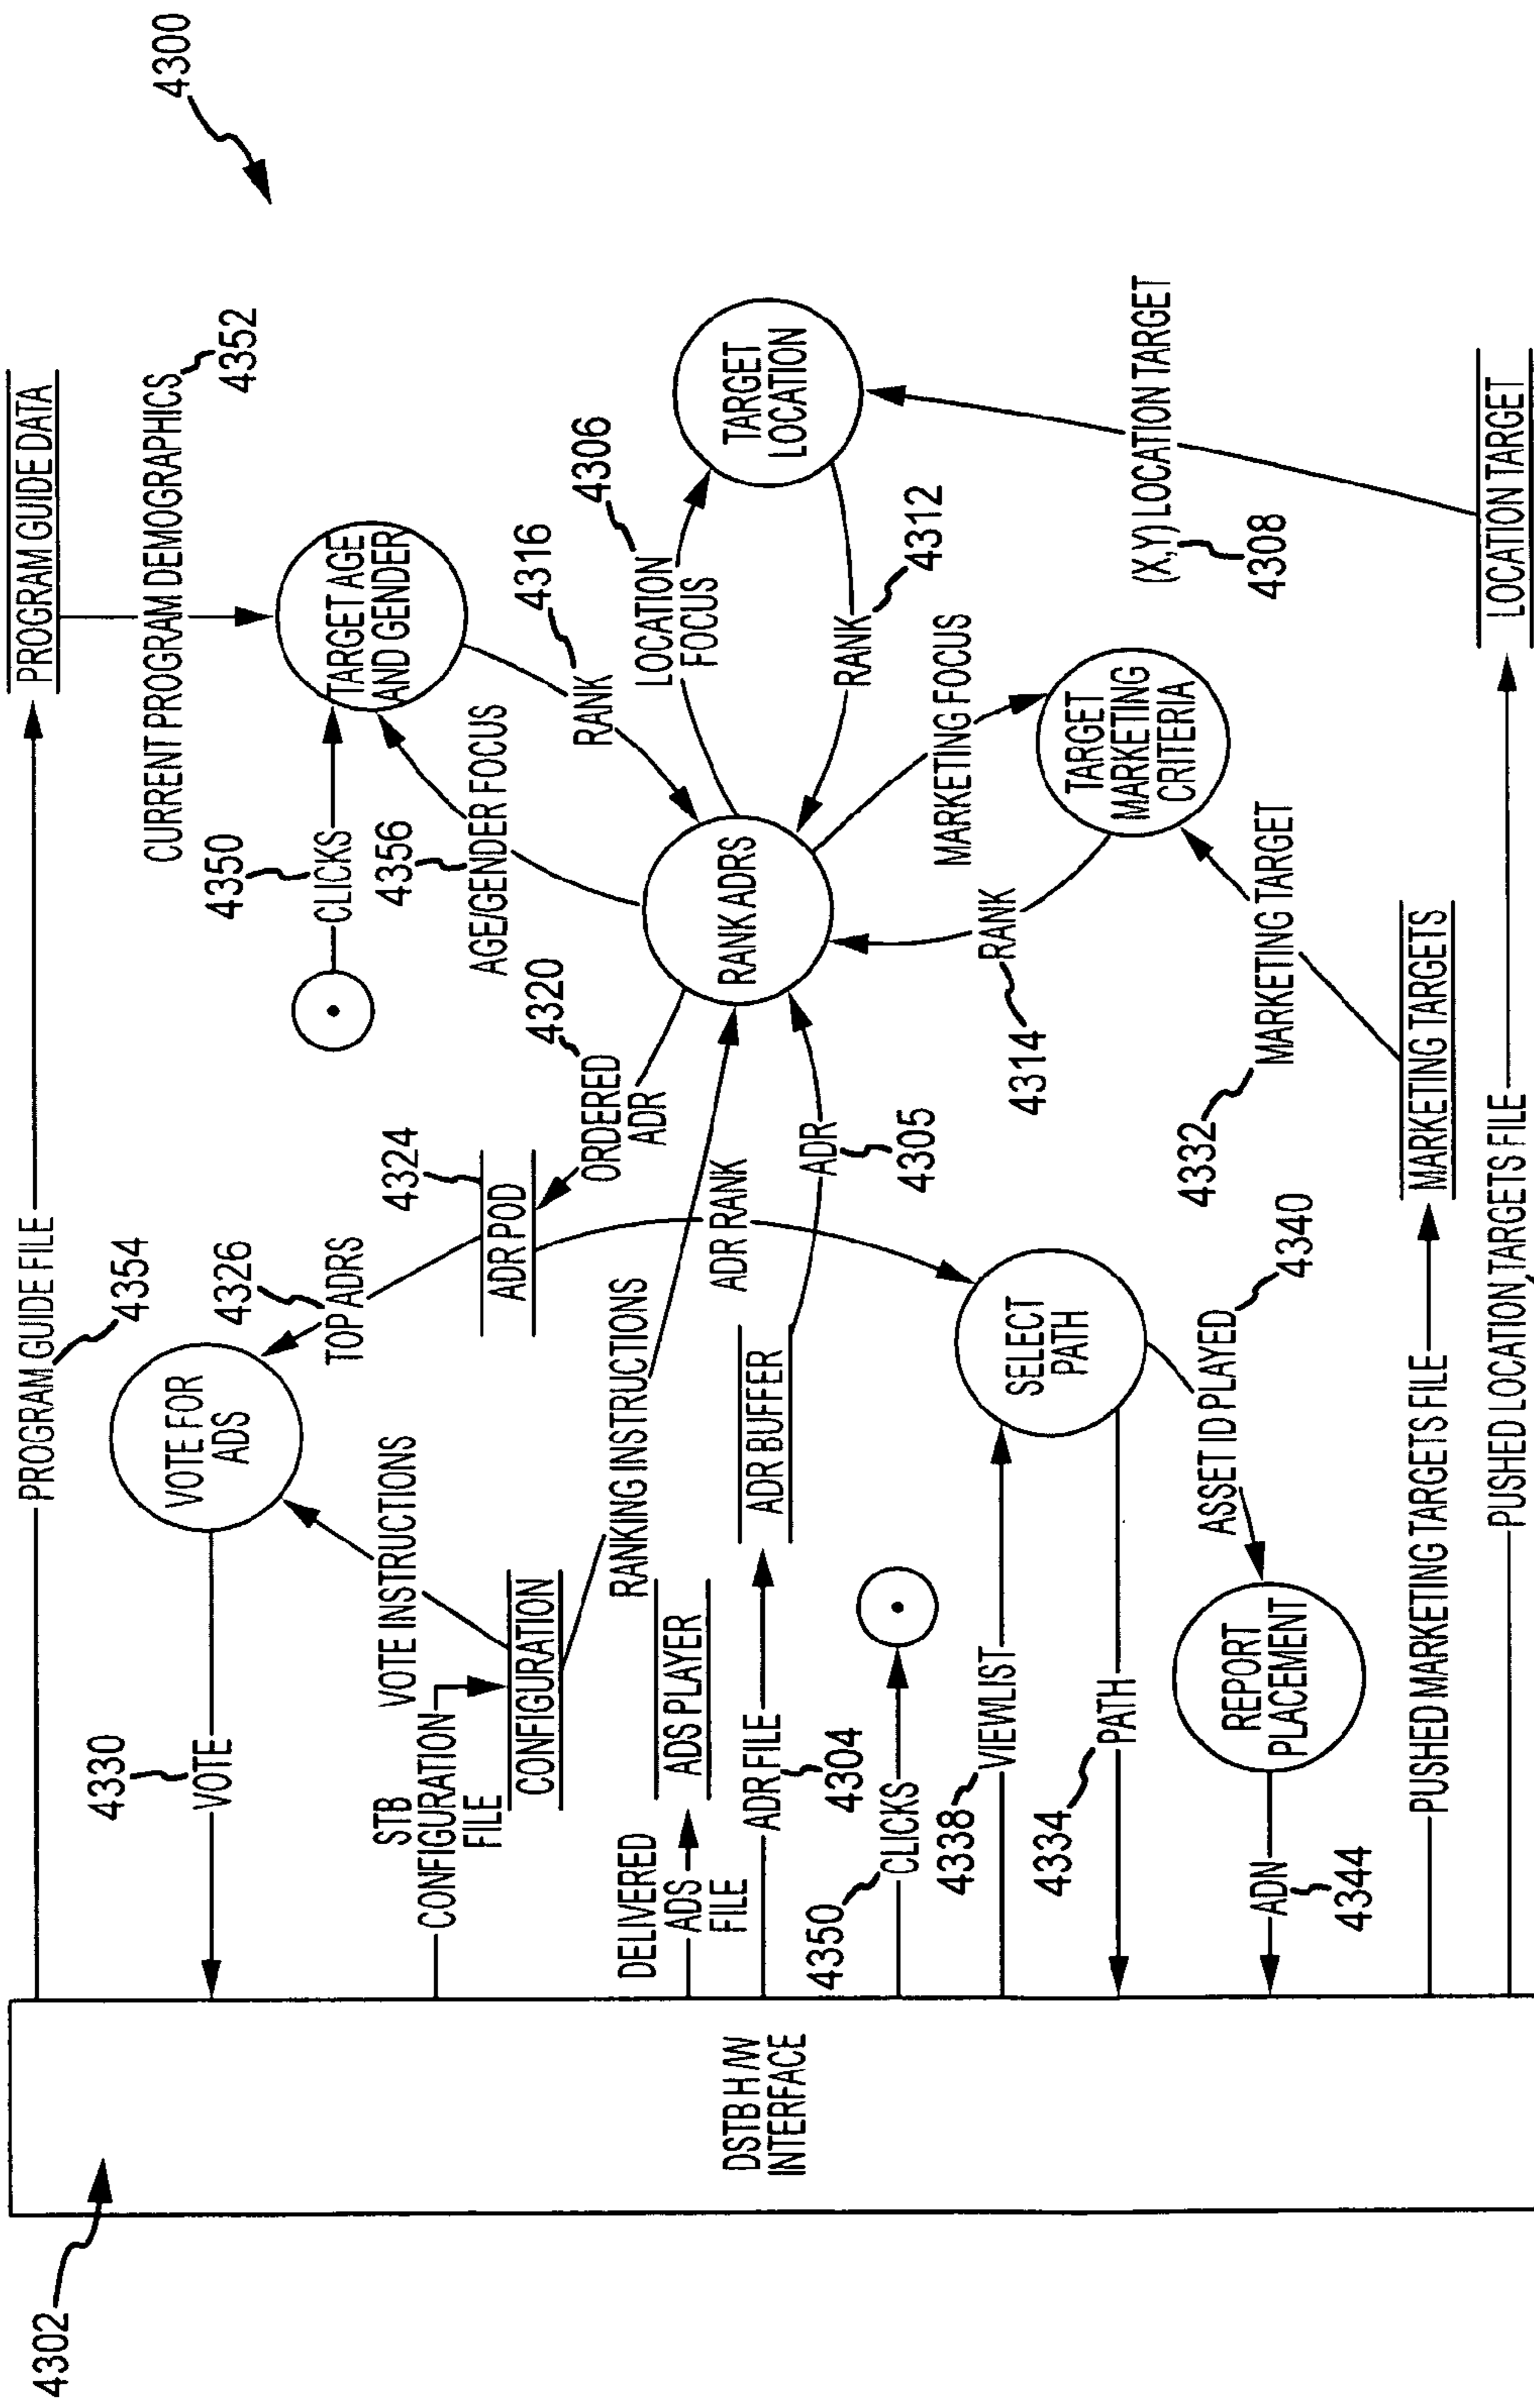 4300
4302
DSTB H/W
INTERFACE
PROGRAM GUIDE FILE
4354
PROGRAM GUIDE DATA
CURRENT PROGRAM DEMOGRAPHICS
4352
4330
VOTE
VOTE FOR
ADS
4326
TOP ADRS
4324
ADR POD
4320
ORDERED
ADR
4350
CLICKS
4356
AGE/GENDER FOCUS
TARGET AGE
AND GENDER
4316
RANK
LOCATION
FOCUS
4306
TARGET
LOCATION
RANK
4312
STB
CONFIGURATION
FILE
VOTE INSTRUCTIONS
CONFIGURATION
RANKING INSTRUCTIONS
DELIVERED
ADS
FILE
ADS PLAYER
ADR FILE
4304
ADR BUFFER
ADR RANK
ADR
4305
RANK ADRS
MARKETING FOCUS
RANK
4314
TARGET
MARKETING
CRITERIA
(X,Y) LOCATION TARGET
4308
4350
CLICKS
4338
VIEWLIST
4334
PATH
SELECT
PATH
ASSET ID PLAYED
4340
REPORT
PLACEMENT
ADN
4344
4332
MARKETING TARGET
PUSHED MARKETING TARGETS FILE
MARKETING TARGETS
PUSHED LOCATION TARGETS FILE
LOCATION TARGET